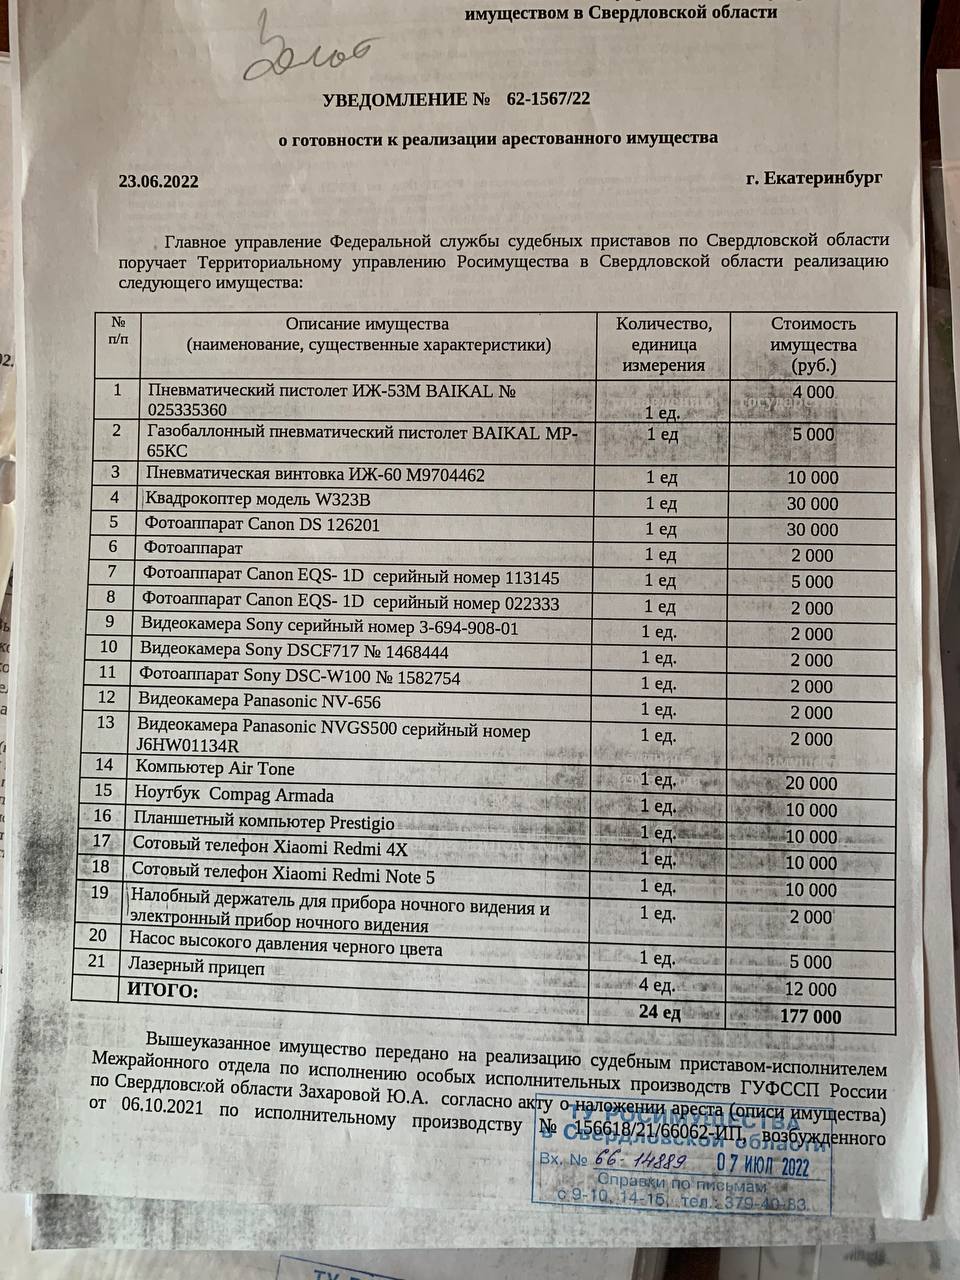 имуществом в Свердловской области
УВЕДОМЛЕНИЕ № 62-1567/22
о готовности к реализации арестованного имущества
23.06.2022 г. Екатеринбург
Главное управление Федеральной службы судебных приставов по Свердловской области
поручает Территориальному управлению Росимущества в Свердловской области реализацию
следующего имущества:
№ п/п Описание имущества (наименование, существенные характеристики) Количество, единица измерения Стоимость имущества (руб.)
1 Пневматический пистолет ИЖ-53М BAIKAL № 025335360 1 ед. 4 000
2 Газобаллонный пневматический пистолет BAIKAL МР-65КС 1 ед 5 000
3 Пневматическая винтовка ИЖ-60 М9704462 1 ед 10 000
4 Квадрокоптер модель W323B 1 ед 30 000
5 Фотоаппарат Canon DS 126201 1 ед 30 000
6 Фотоаппарат 1 ед 2 000
7 Фотоаппарат Canon EQS- 1D серийный номер 113145 1 ед 5 000
8 Фотоаппарат Canon EQS- 1D серийный номер 022333 1 ед 2 000
9 Видеокамера Sony серийный номер 3-694-908-01 1 ед. 2 000
10 Видеокамера Sony DSCF717 № 1468444 1 ед. 2 000
11 Фотоаппарат Sony DSC-W100 № 1582754 1 ед. 2 000
12 Видеокамера Panasonic NV-656 1 ед. 2 000
13 Видеокамера Panasonic NVGS500 серийный номер J6HW01134R 1 ед. 2 000
14 Компьютер Air Tone 1 ед. 20 000
15 Ноутбук Compag Armada 1 ед. 10 000
16 Планшетный компьютер Prestigio 1 ед. 10 000
17 Сотовый телефон Xiaomi Redmi 4X 1 ед. 10 000
18 Сотовый телефон Xiaomi Redmi Note 5 1 ед. 10 000
19 Налобный держатель для прибора ночного видения и электронный прибор ночного видения 1 ед. 2 000
20 Насос высокого давления черного цвета 1 ед. 5 000
21 Лазерный прицеп 4 ед. 12 000
ИТОГО: 24 ед 177 000
Вышеуказанное имущество передано на реализацию судебным приставом-исполнителем
Межрайонного отдела по исполнению особых исполнительных производств ГУФССП России
по Свердловской области Захаровой Ю.А. согласно акту о наложении ареста (описи имущества)
от 06.10.2021 по исполнительному производству № 156618/21/66062-ИП, возбужденного
ТУ РОСИМУЩЕСТВА
в Свердловской области
Вх. № 66-14889 07 ИЮЛ 2022
Справки по письмам
с 9-10, 14-15, тел.: 379-40-83